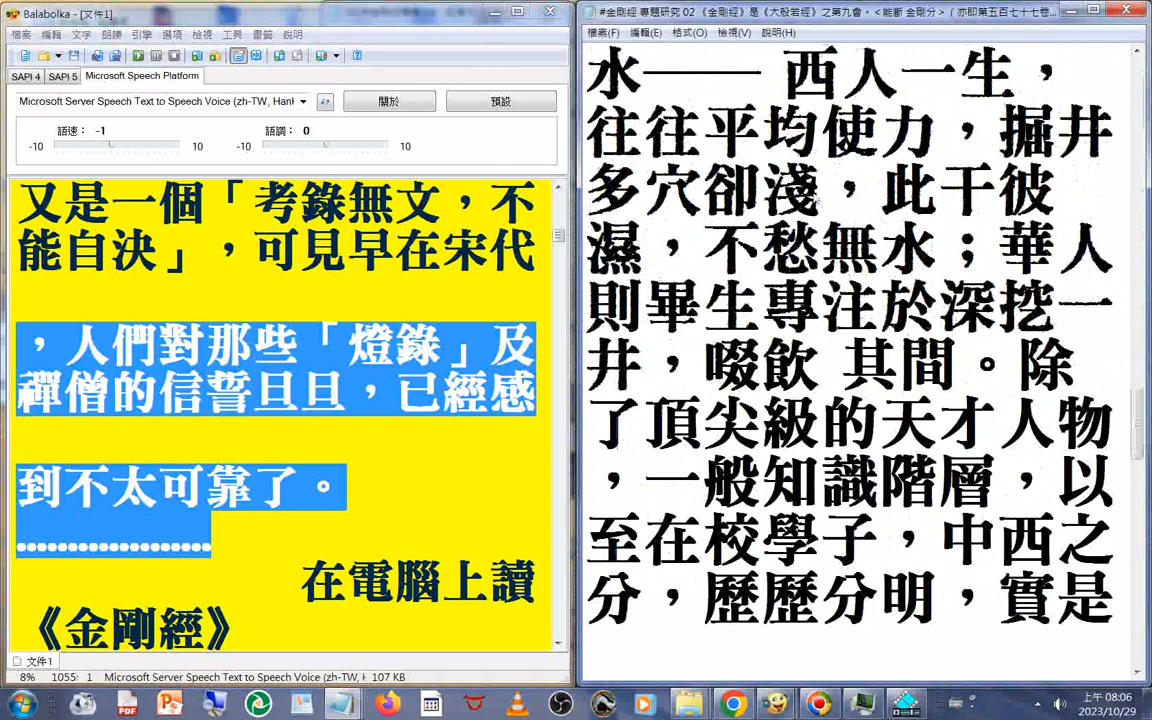 Balabolka - [文件1]
檔案 編輯 文字 朗讀 引擎 選項 檢視 工具 書籤 說明
SAPI 4 SAPI 5 Microsoft Speech Platform
Microsoft Server Speech Text to Speech Voice (zh-TW, Hanl
關於
預設
語速： -1
語調： 0
-10 10 -10 10
又是一個「考錄無文，不
能自決」，可見早在宋代
，人們對那些「燈錄」及
禪僧的信誓旦旦，已經感
到不太可靠了。
..................
在電腦上讀
《金剛經》
文件1
8% 1055: 1 Microsoft Server Speech Text to Speech Voice (zh-TW, H 107 KB
#金剛經 專題研究 02 《金剛經》是《大般若經》之第九會，＜能斷 金剛分＞（ 亦即第五百七十七卷...
檔案(F) 編輯(E) 格式(O) 檢視(V) 說明(H)
水—— 西人一生，
往往平均使力，掘井
多穴卻淺，此干彼
濕，不愁無水；華人
則畢生專注於深挖一
井，啜飲 其間。除
了頂尖級的天才人物
，一般知識階層，以
至在校學子，中西之
分，歷歷分明，實是
上午 08:06
2023/10/29